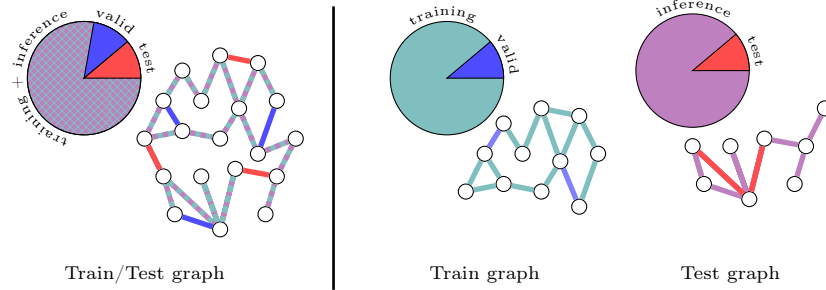 training + inference
valid
test
Train/Test graph
training
valid
Train graph
inference
test
Test graph